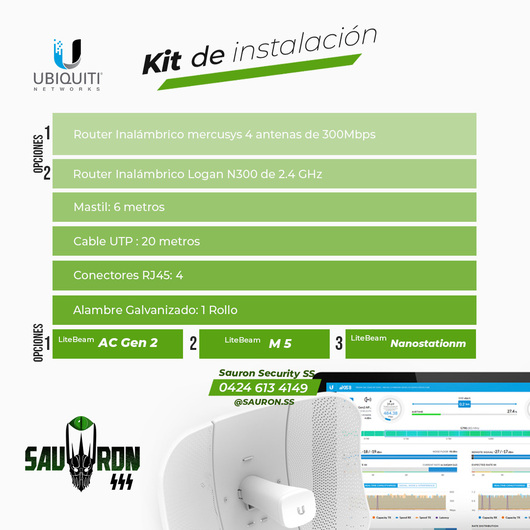 UBIQUITI
NETWORKS
Kit de instalación
OPCIONES
1
Router Inalámbrico mercusys 4 antenas de 300Mbps
2
Router Inalámbrico Logan N300 de 2.4 GHz
Mastil: 6 metros
Cable UTP : 20 metros
Conectores RJ45: 4
Alambre Galvanizado: 1 Rollo
OPCIONES
1 LiteBeam AC Gen 2
2 LiteBeam M 5
3 LiteBeam Nanostationm
Sauron Security SS
0424 613 4149
@SAURON.SS
SAURON